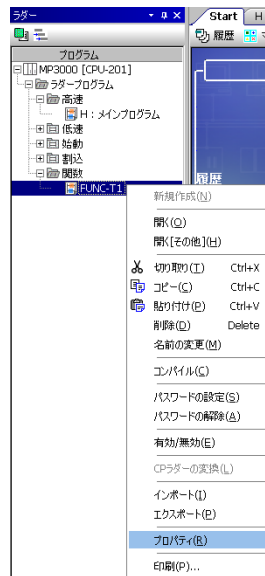 ラダー
Start
H
履歴
プログラム
MP3000 [CPU-201]
ラダープログラム
高速
H：メインプログラム
低速
始動
割込
関数
FUNC-T1
履歴
新規作成(N)
開く(O)
開く[その他](H)
切り取り(T) Ctrl+X
コピー(C) Ctrl+C
貼り付け(P) Ctrl+V
削除(D) Delete
名前の変更(M)
コンパイル(C)
パスワードの設定(S)
パスワードの解除(A)
有効/無効(E)
CPラダーの変換(L)
インポート(I)
エクスポート(P)
プロパティ(R)
印刷(P)...